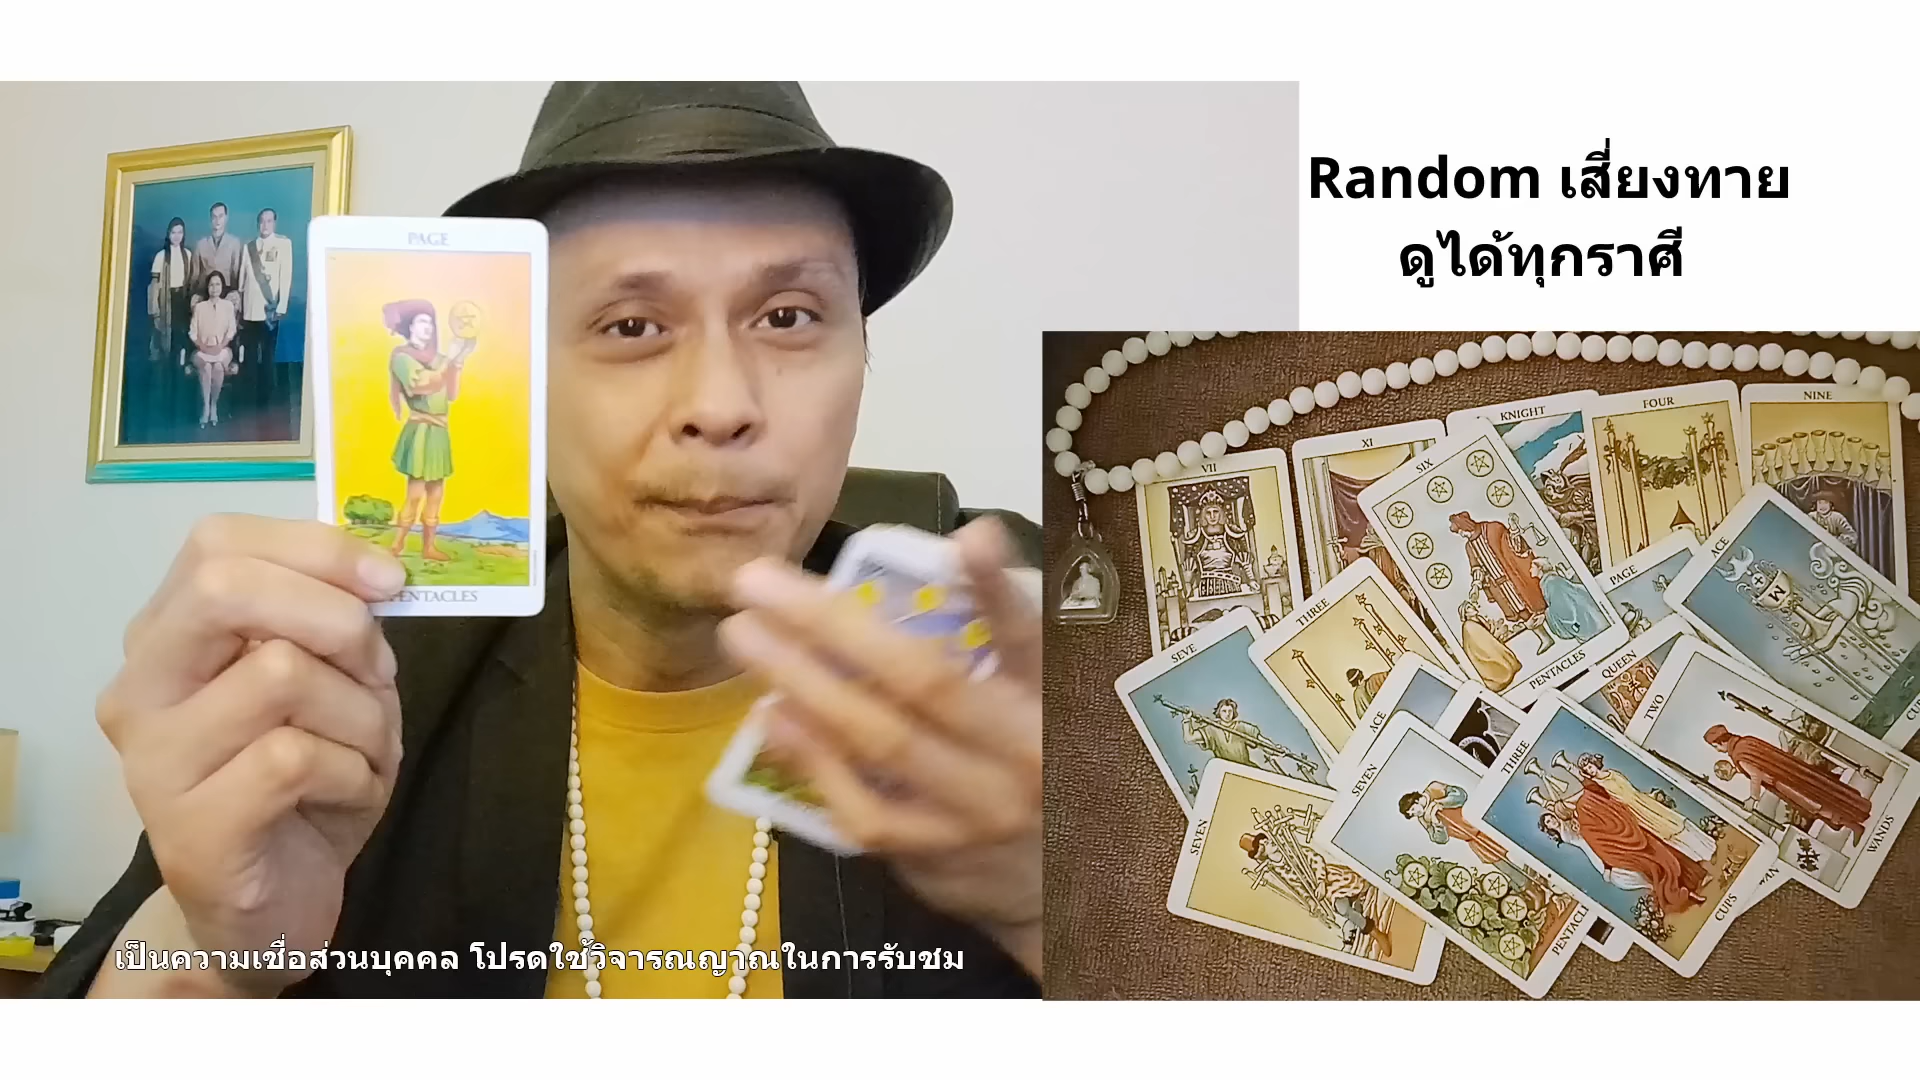 Random เสี่ยงทาย
ดูได้ทุกราศี
PAGE
PENTACLES
เป็นความเชื่อส่วนบุคคล โปรดใช้วิจารณญาณในการรับชม
VII
XI
SIX
KNIGHT
FOUR
NINE
PENTACLES
PAGE
ACE
SEVE
THREE
ACE
QUEEN
TWO
WANDS
SEVEN
SEVEN
THREE
CUPS